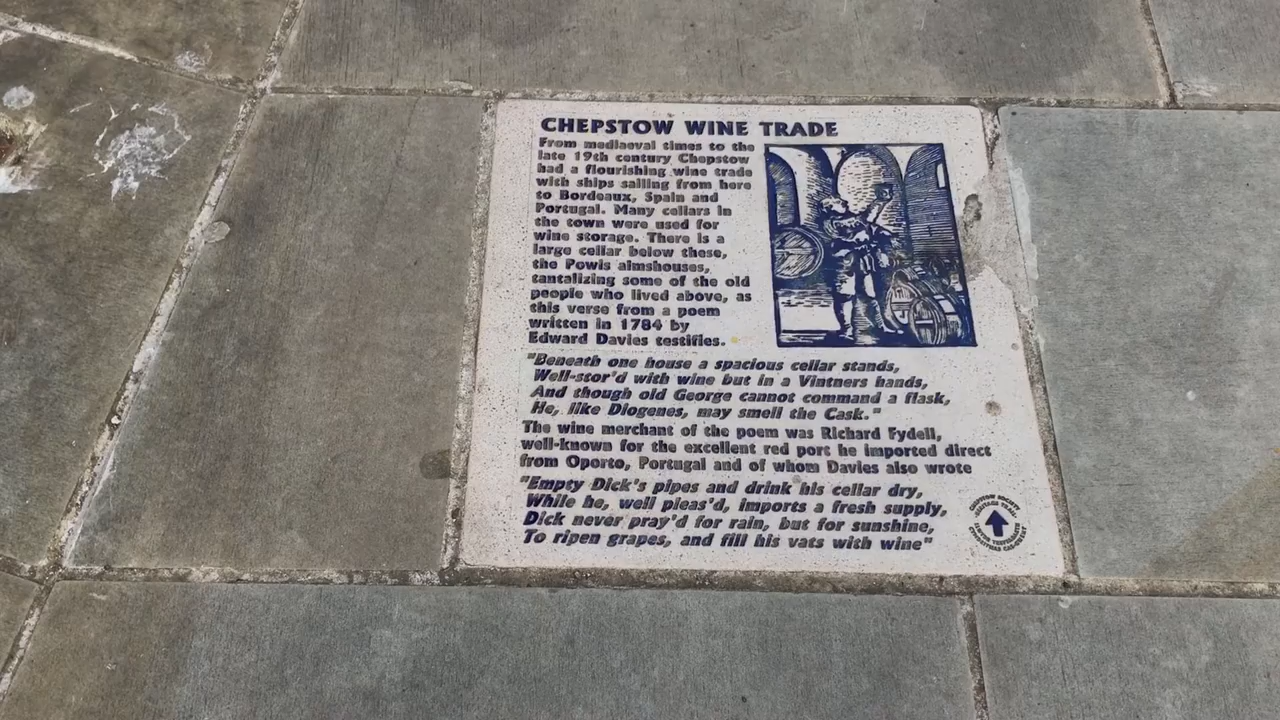 CHEPSTOW WINE TRADE
From mediaeval times to the
late 19th century Chepstow
had a flourishing wine trade
with ships sailing from here
to Bordeaux, Spain and
Portugal. Many cellars in
the town were used for
wine storage. There is a
large cellar below these,
the Powis almshouses,
tantalizing some of the old
people who lived above, as
this verse from a poem
written in 1784 by
Edward Davies testifies.
"Beneath one house a spacious cellar stands,
Well-stor'd with wine but in a Vintners hands,
And though old George cannot command a flask,
He, like Diogenes, may smell the Cask."
The wine merchant of the poem was Richard Fydell,
well-known for the excellent red port he imported direct
from Oporto, Portugal and of whom Davies also wrote
"Empty Dick's pipes and drink his cellar dry,
While he, well pleas'd, imports a fresh supply,
Dick never pray'd for rain, but for sunshine,
To ripen grapes, and fill his vats with wine"
CHEPSTOW SOCIETY
HERITAGE TRAIL